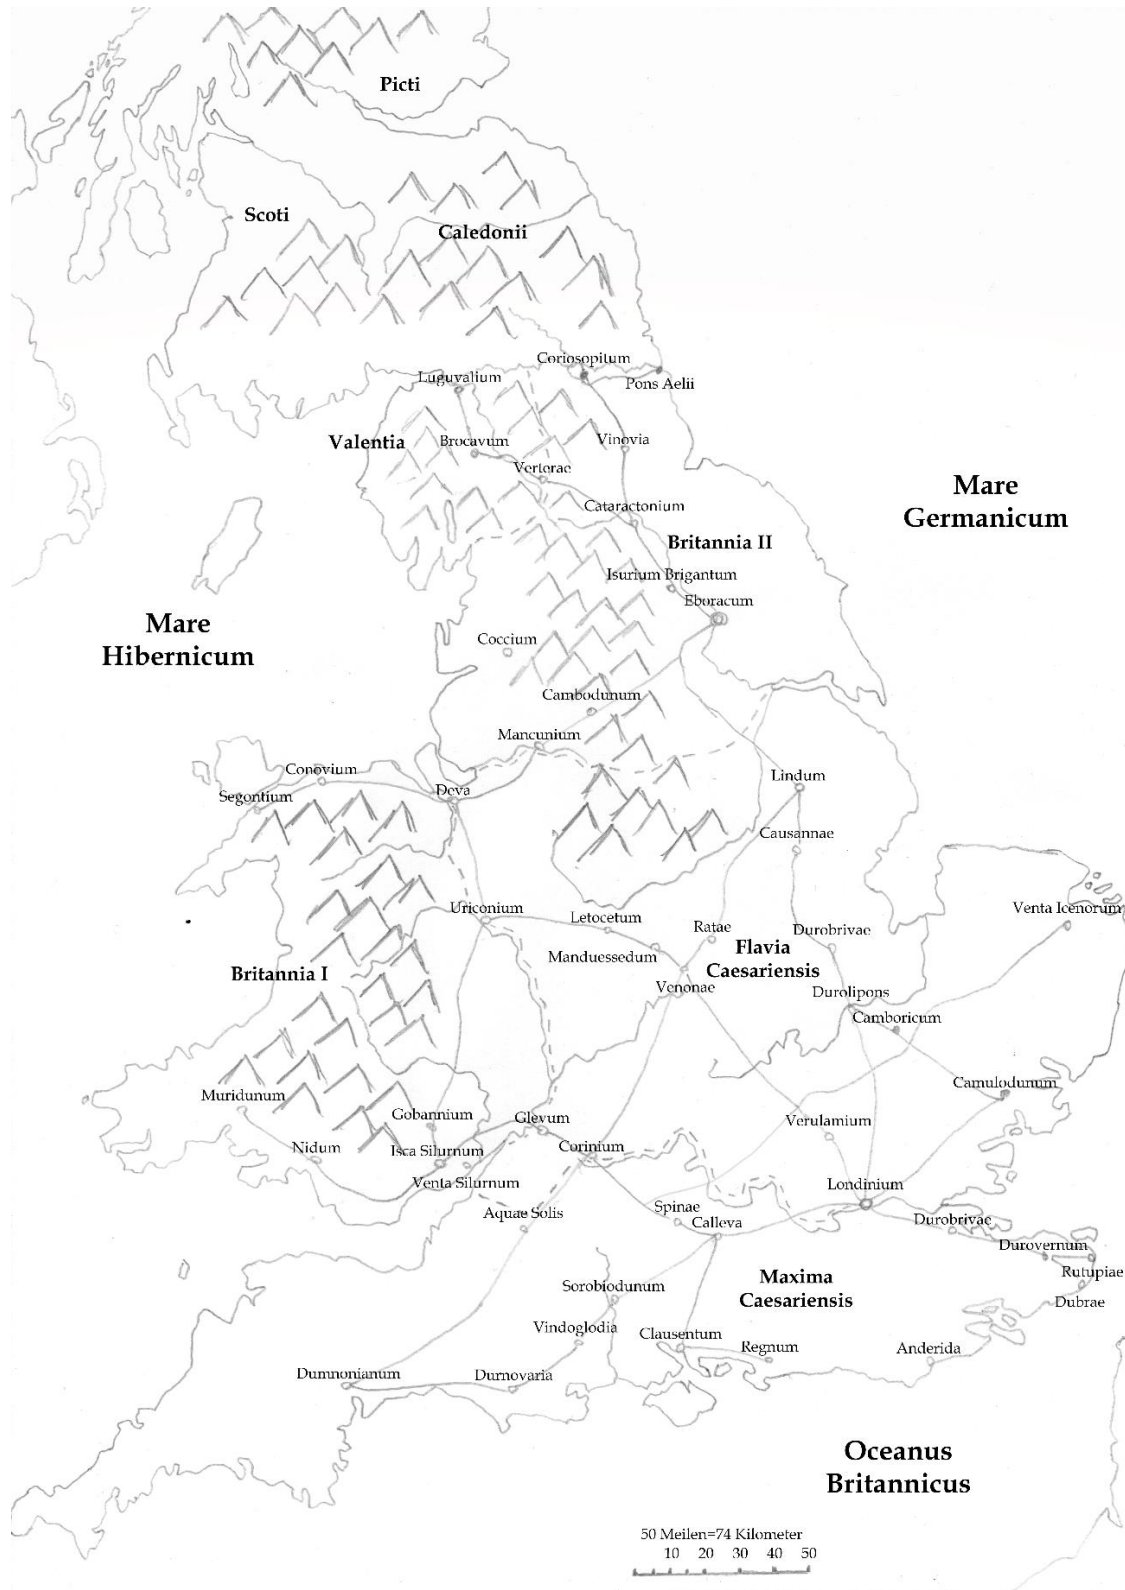 Picti
Scoti
Caledonii
Coriosopitum
Luguvalium
Pons Aelii
Valentia
Brocavum
Vinovia
Verterae
Mare
Germanicum
Cataractonium
Britannia II
Isurium Brigantum
Eboracum
Mare
Hibernicum
Coccium
Cambodunum
Mancunium
Conovium
Segontium
Deva
Lindum
Causannae
Uriconium
Letocetum
Venta Icenorum
Ratae
Durobrivae
Manduessedum
Flavia
Caesariensis
Britannia I
Venonae
Durolipons
Camboricum
Camulodunum
Muridunum
Gobannium
Glevum
Verulamium
Nidum
Isca Silurnum
Corinium
Venta Silurnum
Londinium
Aquae Solis
Spinae
Calleva
Durobrivae
Durovernum
Rutupiae
Dubrae
Maxima
Caesariensis
Sorobiodunum
Vindoglodia
Clausentum
Regnum
Anderida
Dumnonianum
Durnovaria
Oceanus
Britannicus
50 Meilen=74 Kilometer
10 20 30 40 50